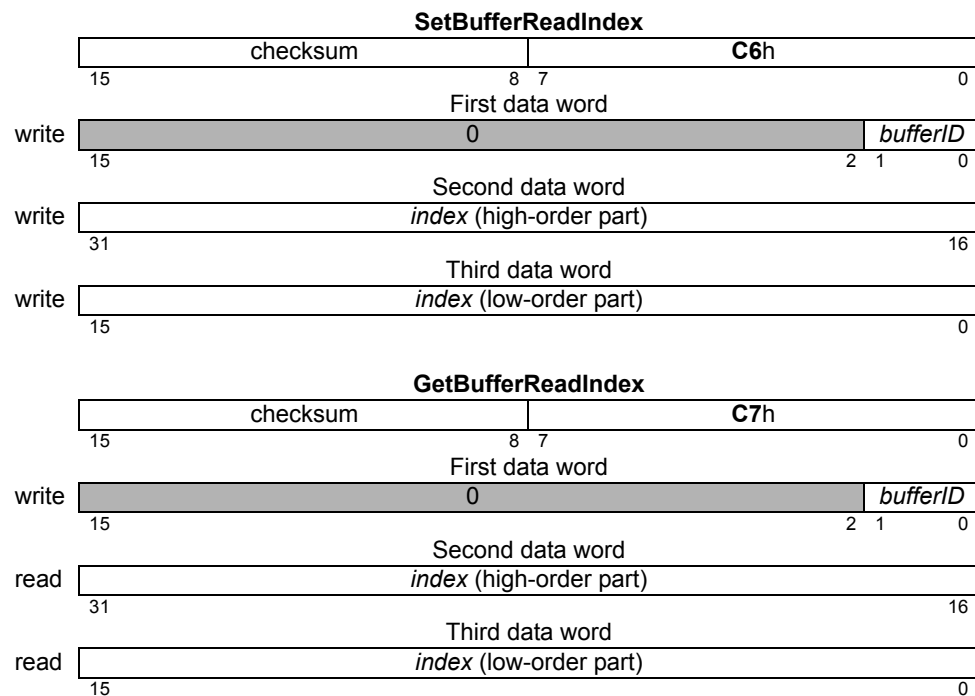 SetBufferReadIndex
checksum C6h
15 8 7 0
First data word
write 0 bufferID
15 2 1 0
Second data word
write index (high-order part)
31 16
Third data word
write index (low-order part)
15 0
GetBufferReadIndex
checksum C7h
15 8 7 0
First data word
write 0 bufferID
15 2 1 0
Second data word
read index (high-order part)
31 16
Third data word
read index (low-order part)
15 0